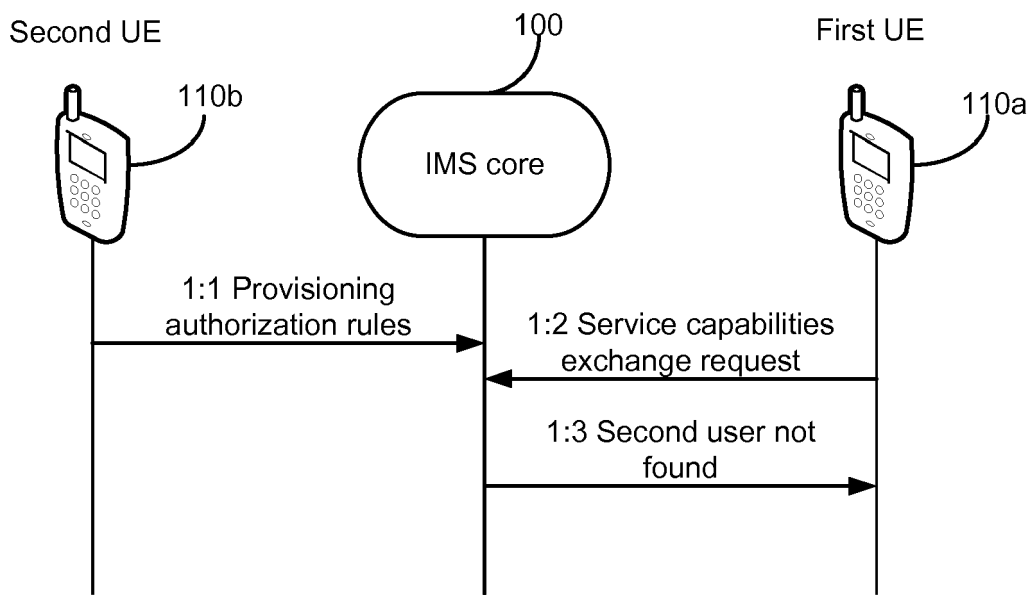 Second UE
100
First UE
110b
110a
IMS core
1:1 Provisioning
authorization rules
1:2 Service capabilities
exchange request
1:3 Second user not
found